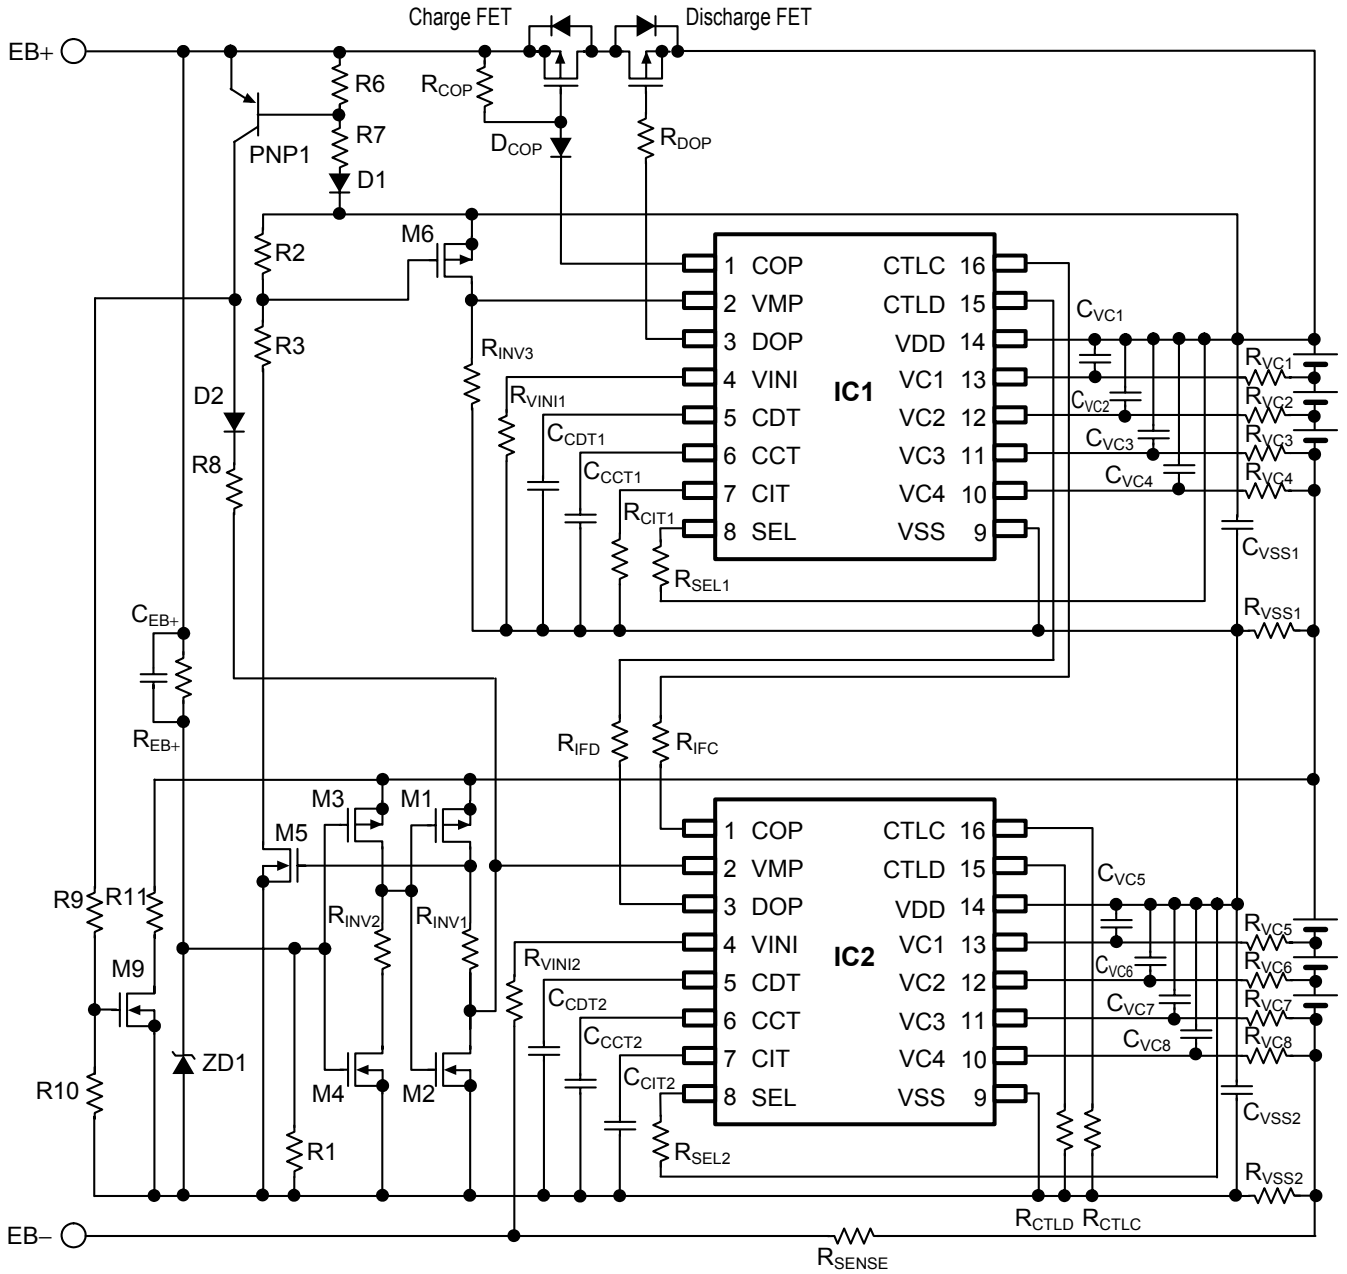 Charge FET
Discharge FET
EB+
R6
RCOP
R7
PNP1
DCOP
RDOP
D1
M6
R2
1 COP
CTLC 16
2 VMP
CTLD 15
CVC1
R3
RINV3
3 DOP
VDD 14
RVC1
4 VINI
IC1
VC1 13
D2
RVINI1
CVC2
RVC2
5 CDT
VC2 12
CCDT1
CVC3
RVC3
6 CCT
VC3 11
R8
CCCT1
CVC4
RVC4
7 CIT
VC4 10
RCIT1
8 SEL
VSS 9
CVSS1
RSEL1
CEB+
RVSS1
REB+
RIFD
RIFC
M3
M1
M5
1 COP
CTLC 16
2 VMP
CTLD 15
CVC5
R9
R11
RINV2
RINV1
3 DOP
VDD 14
RVC5
4 VINI
IC2
VC1 13
M9
RVINI2
CVC6
RVC6
5 CDT
VC2 12
CCDT2
CVC7
RVC7
6 CCT
VC3 11
CCCT2
CVC8
RVC8
ZD1
7 CIT
VC4 10
R10
M4
M2
CCIT2
8 SEL
VSS 9
CVSS2
R1
RSEL2
RVSS2
RCTLD
RCTLC
EB−
RSENSE